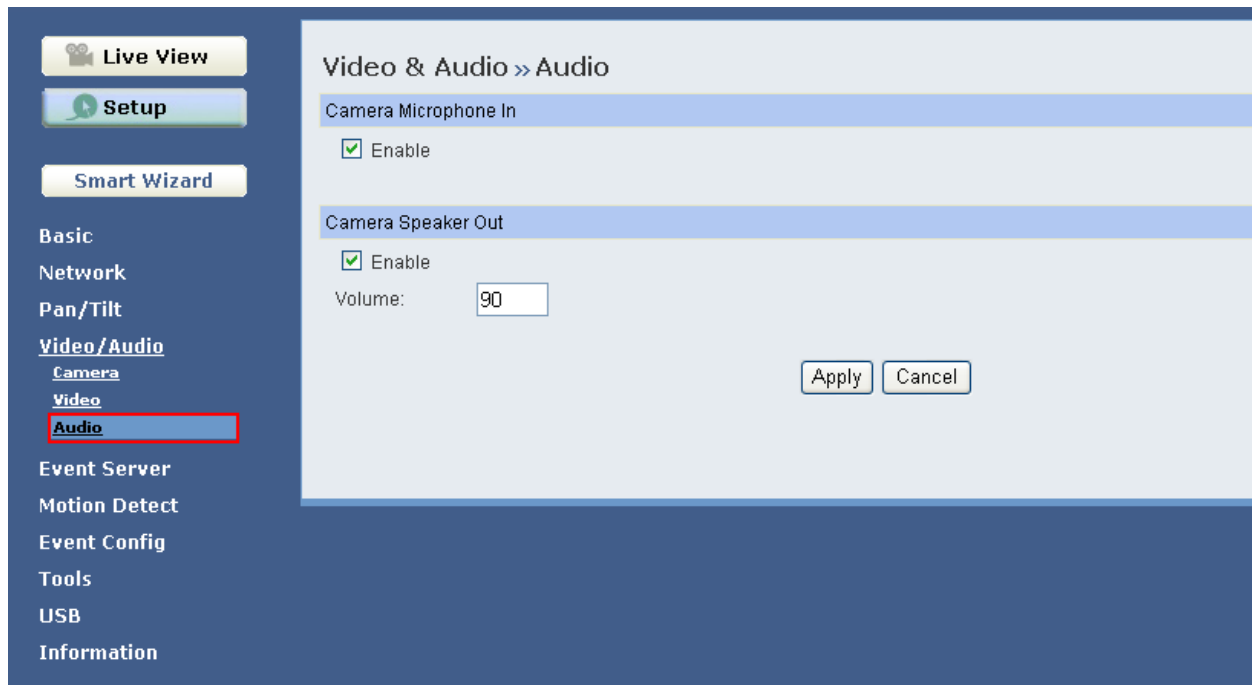 Live View
Setup
Smart Wizard
Basic
Network
Pan/Tilt
Video/Audio
Camera
Video
Audio
Event Server
Motion Detect
Event Config
Tools
USB
Information
Video & Audio » Audio
Camera Microphone In
Enable
Camera Speaker Out
Enable
Volume: 90
Apply Cancel